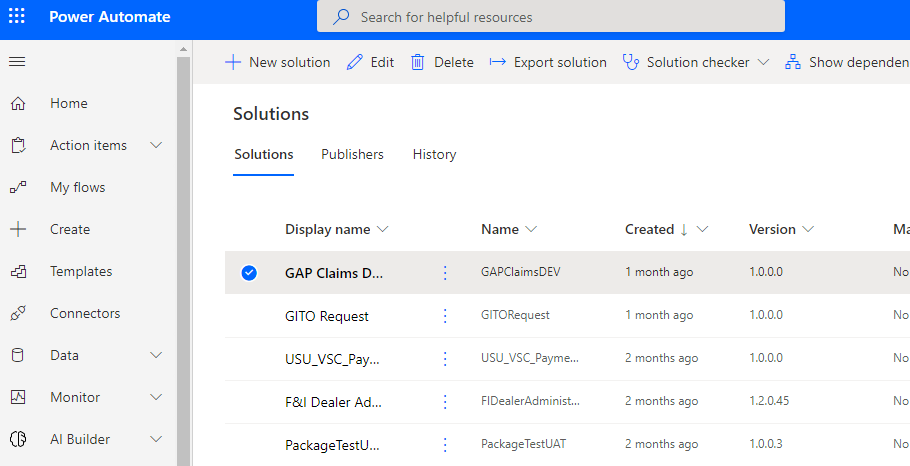 Power Automate
Search for helpful resources
New solution Edit Delete Export solution Solution checker Show dependen
Home
Action items
My flows
Create
Templates
Connectors
Data
Monitor
AI Builder
Solutions
Solutions Publishers History
Display name Name Created ↓ Version Ma
GAP Claims D... GAPClaimsDEV 1 month ago 1.0.0.0 No
GITO Request GITORequest 1 month ago 1.0.0.0 No
USU_VSC_Pay... USU_VSC_Payme... 2 months ago 1.0.0.0 No
F&I Dealer Ad... FIDealerAdminist... 2 months ago 1.2.0.45 No
PackageTestU... PackageTestUAT 2 months ago 1.0.0.3 No